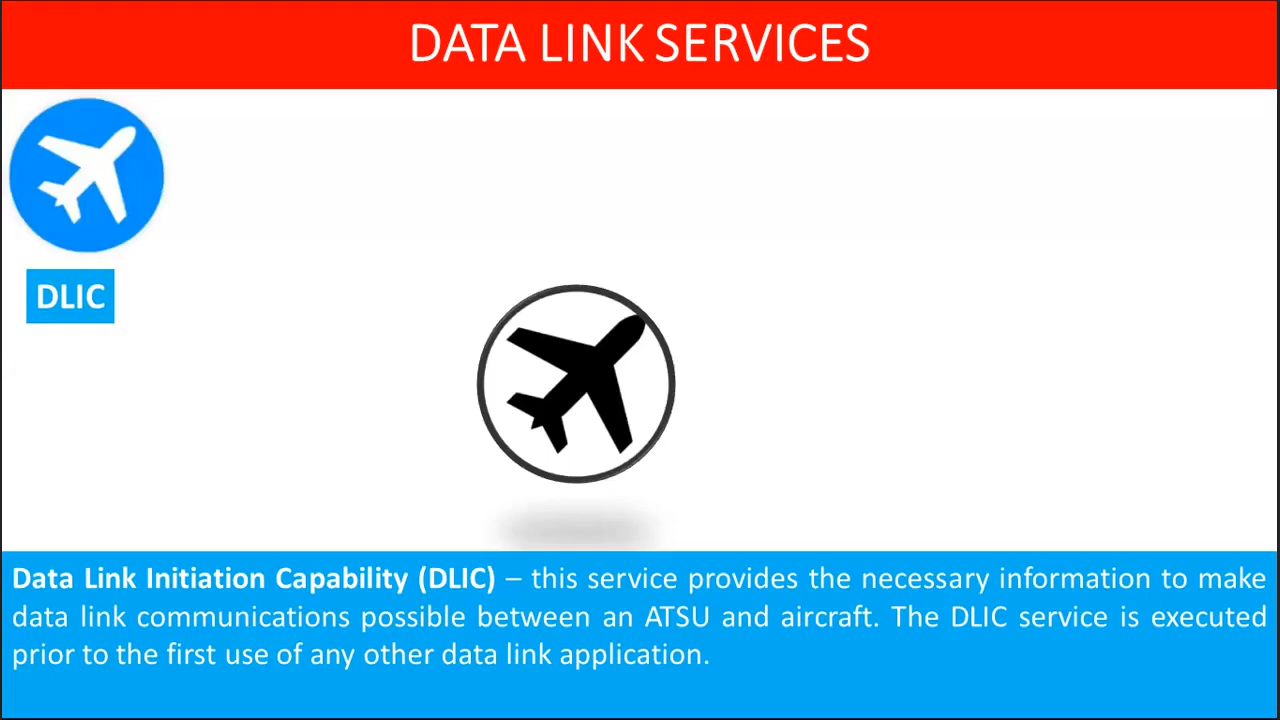 DATA LINK SERVICES
DLIC
Data Link Initiation Capability (DLIC) – this service provides the necessary information to make
data link communications possible between an ATSU and aircraft. The DLIC service is executed
prior to the first use of any other data link application.